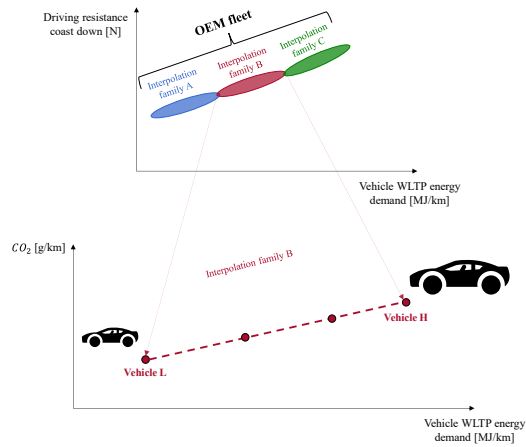 Driving resistance
coast down [N]
OEM fleet
Interpolation
family A
Interpolation
family B
Interpolation
family C
Vehicle WLTP energy
demand [MJ/km]
CO₂ [g/km]
Interpolation family B
Vehicle H
Vehicle L
Vehicle WLTP energy
demand [MJ/km]